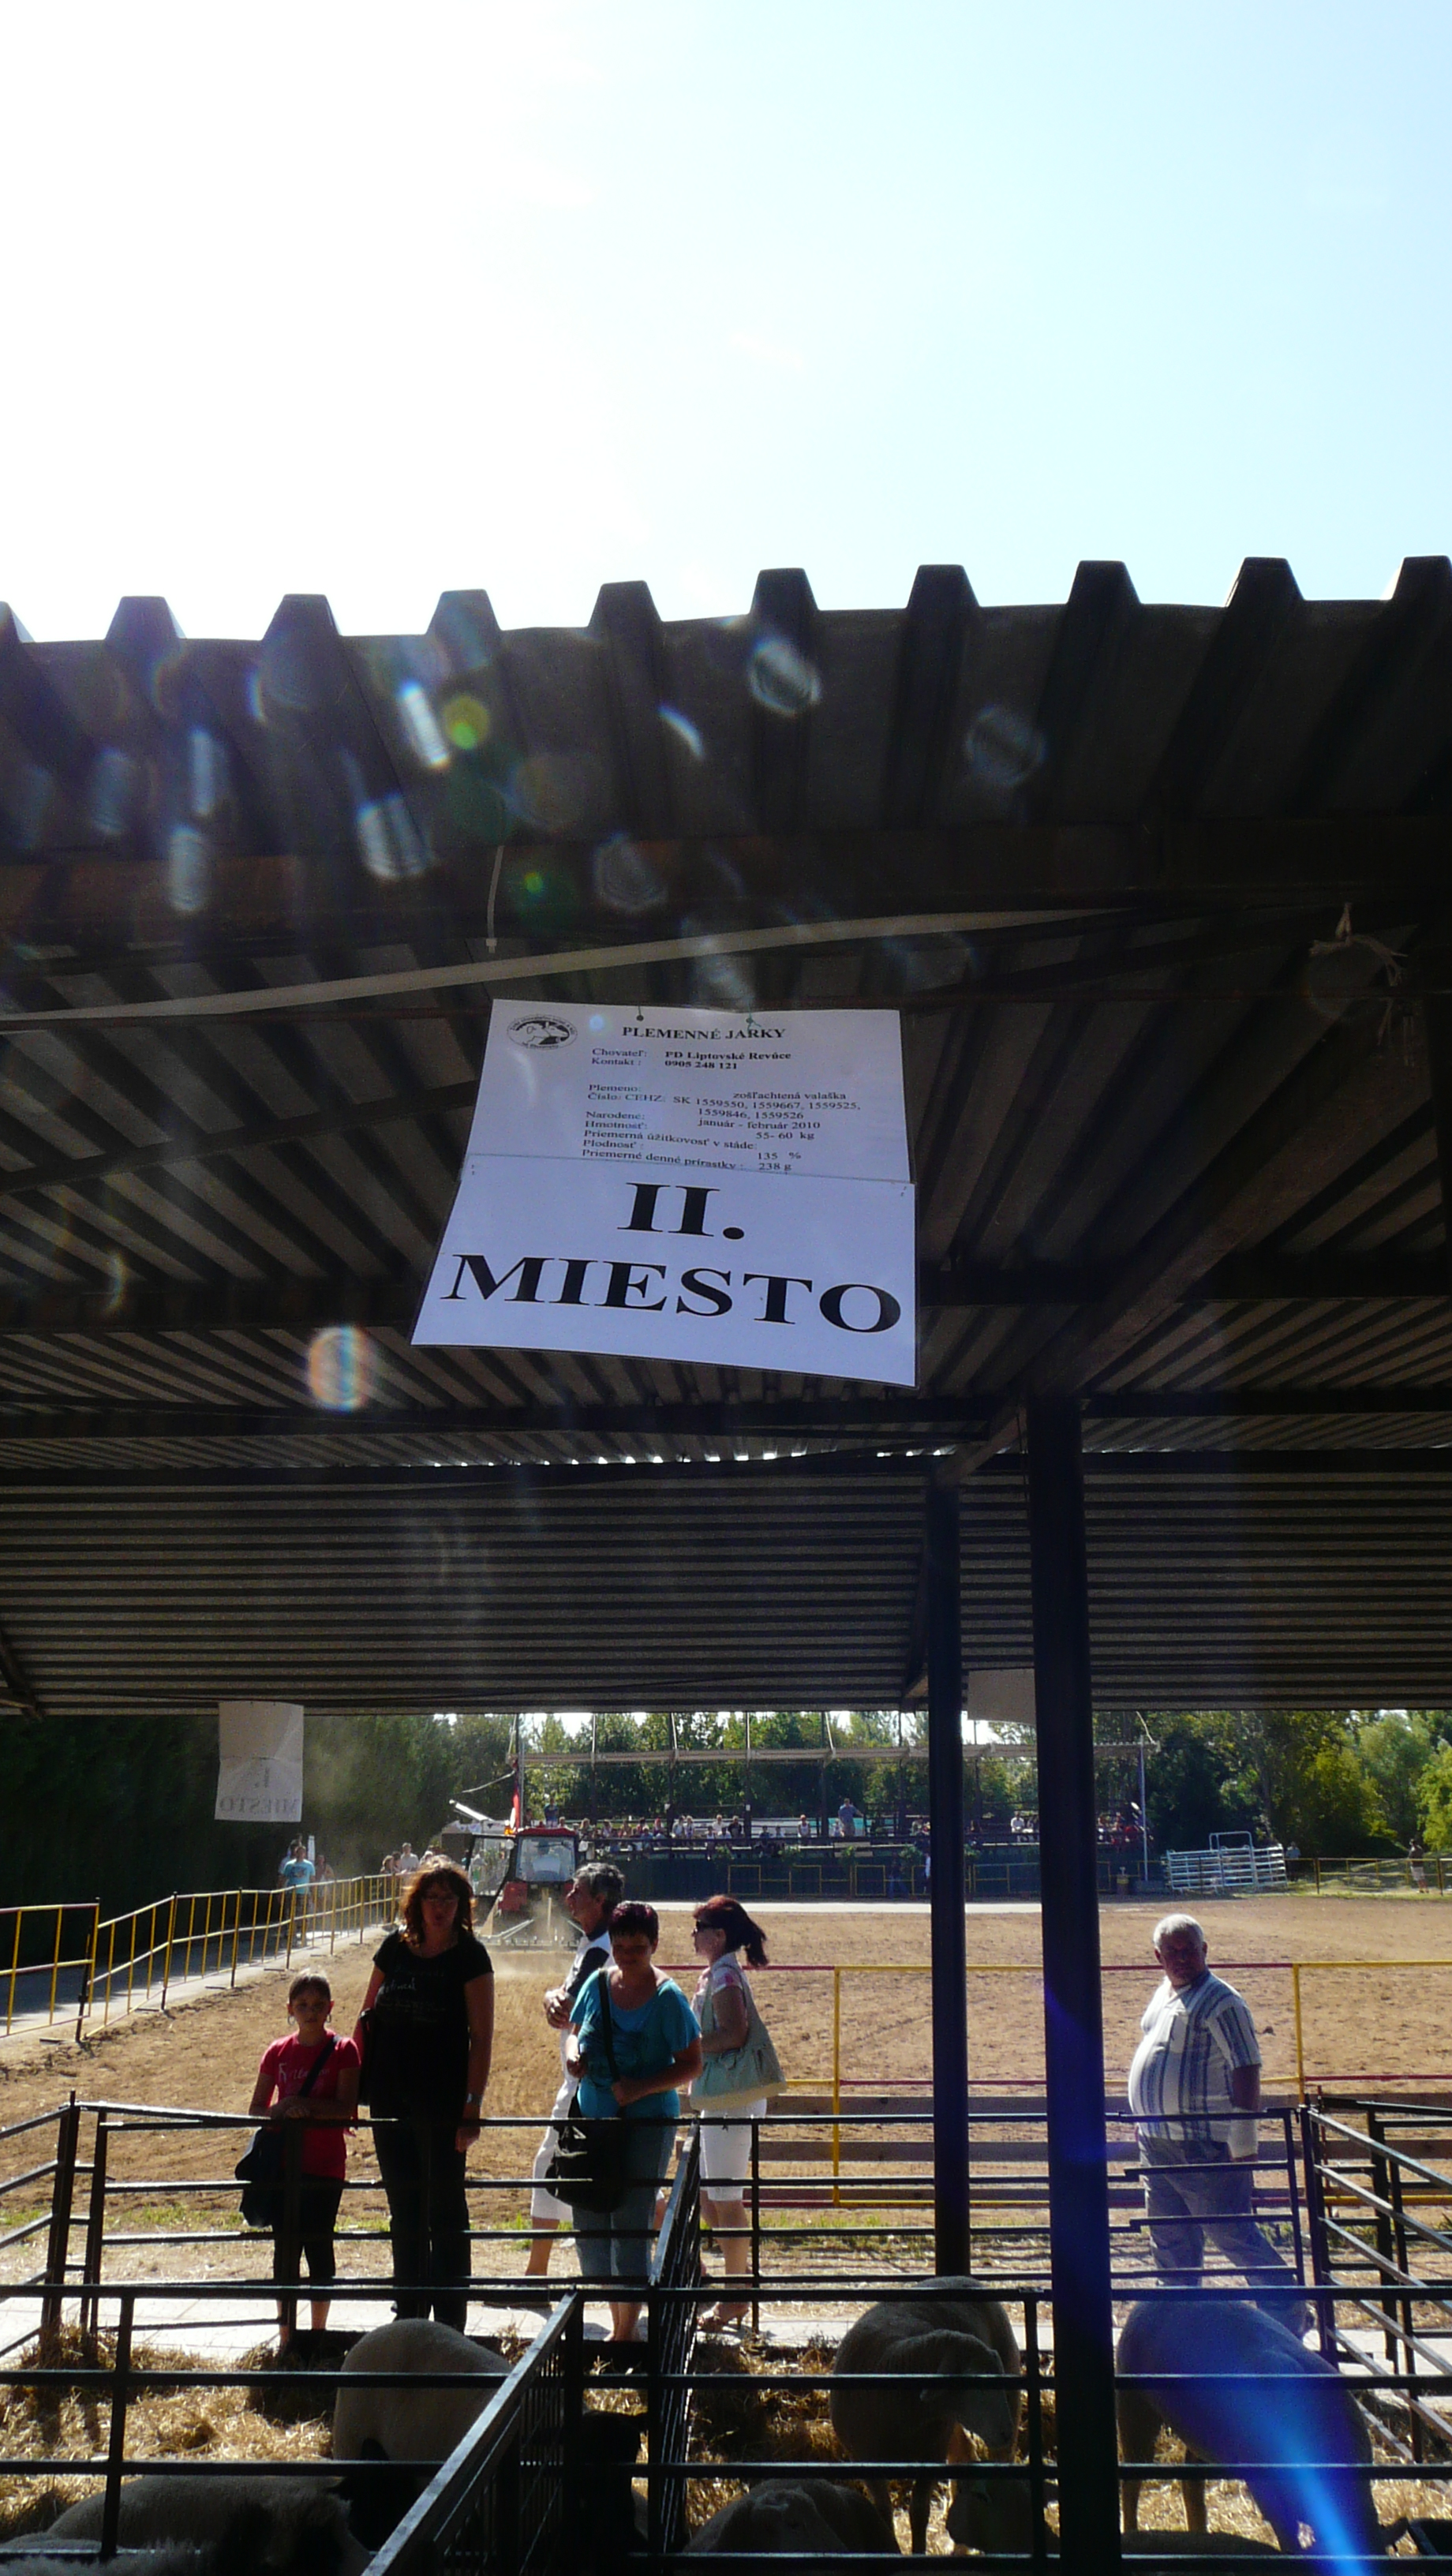 PLEMENNÉ JARKY
Chovateľ: PD Liptovské Revúce
Kontakt : 0905 248 121
Plemeno: zošľachtená valaška
Číslo: CEHZ: SK 1559550, 1559667, 1559525,
1559846, 1559526
Narodene: január - február 2010
Hmotnosť: 55- 60 kg
Priemerná úžitkovosť v stáde:
Plodnosť : 135 %
Priemerné denné prírastky : 238 g
II.
MIESTO
I.
MIESTO